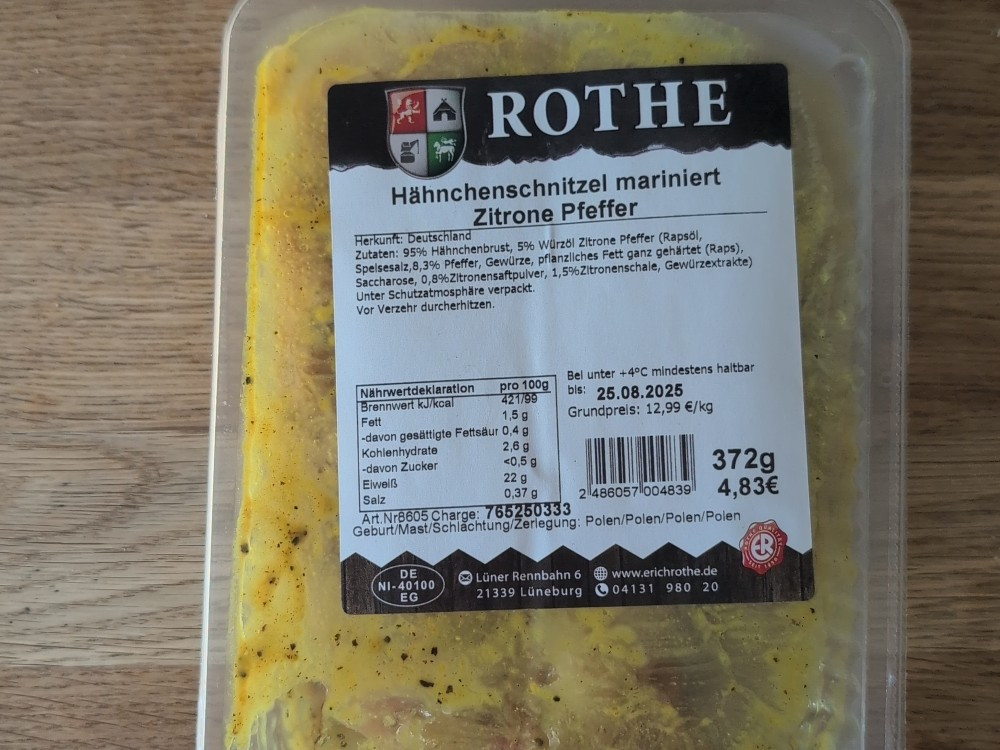 ROTHE
Hähnchenschnitzel mariniert
Zitrone Pfeffer
Herkunft: Deutschland
Zutaten: 95% Hähnchenbrust, 5% Würzöl Zitrone Pfeffer (Rapsöl,
Speisesalz,8,3% Pfeffer, Gewürze, pflanzliches Fett ganz gehärtet (Raps),
Saccharose, 0,8%Zitronensaftpulver, 1,5%Zitronenschale, Gewürzextrakte)
Unter Schutzatmosphäre verpackt.
Vor Verzehr durcherhitzen.
Nährwertdeklaration pro 100g
Brennwert kJ/kcal 421/99
Fett 1,5 g
-davon gesättigte Fettsäur 0,4 g
Kohlenhydrate 2,6 g
-davon Zucker <0,5 g
Eiweiß 22 g
Salz 0,37 g
Bei unter +4°C mindestens haltbar
bis: 25.08.2025
Grundpreis: 12,99 €/kg
2 486057 004839
372g
4,83€
Art.Nr8605 Charge: 765250333
Geburt/Mast/Schlachtung/Zerlegung: Polen/Polen/Polen/Polen
DE
NI-40100
EG
Lüner Rennbahn 6
21339 Lüneburg
www.erichrothe.de
04131 980 20
ER